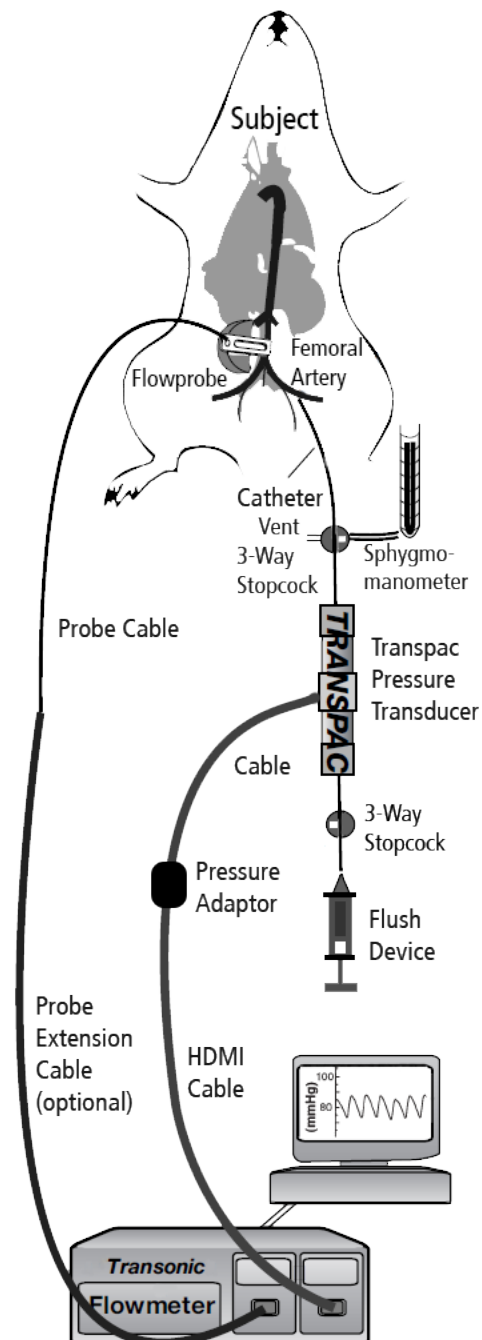 Subject
Femoral
Artery
Flowprobe
Catheter
Vent
3-Way
Stopcock
Sphygmo-
manometer
Probe Cable
TRANSPAC
Transpac
Pressure
Transducer
Cable
3-Way
Stopcock
Pressure
Adaptor
Flush
Device
Probe
Extension
Cable
(optional)
HDMI
Cable
(mmHg)
100
80
Transonic
Flowmeter